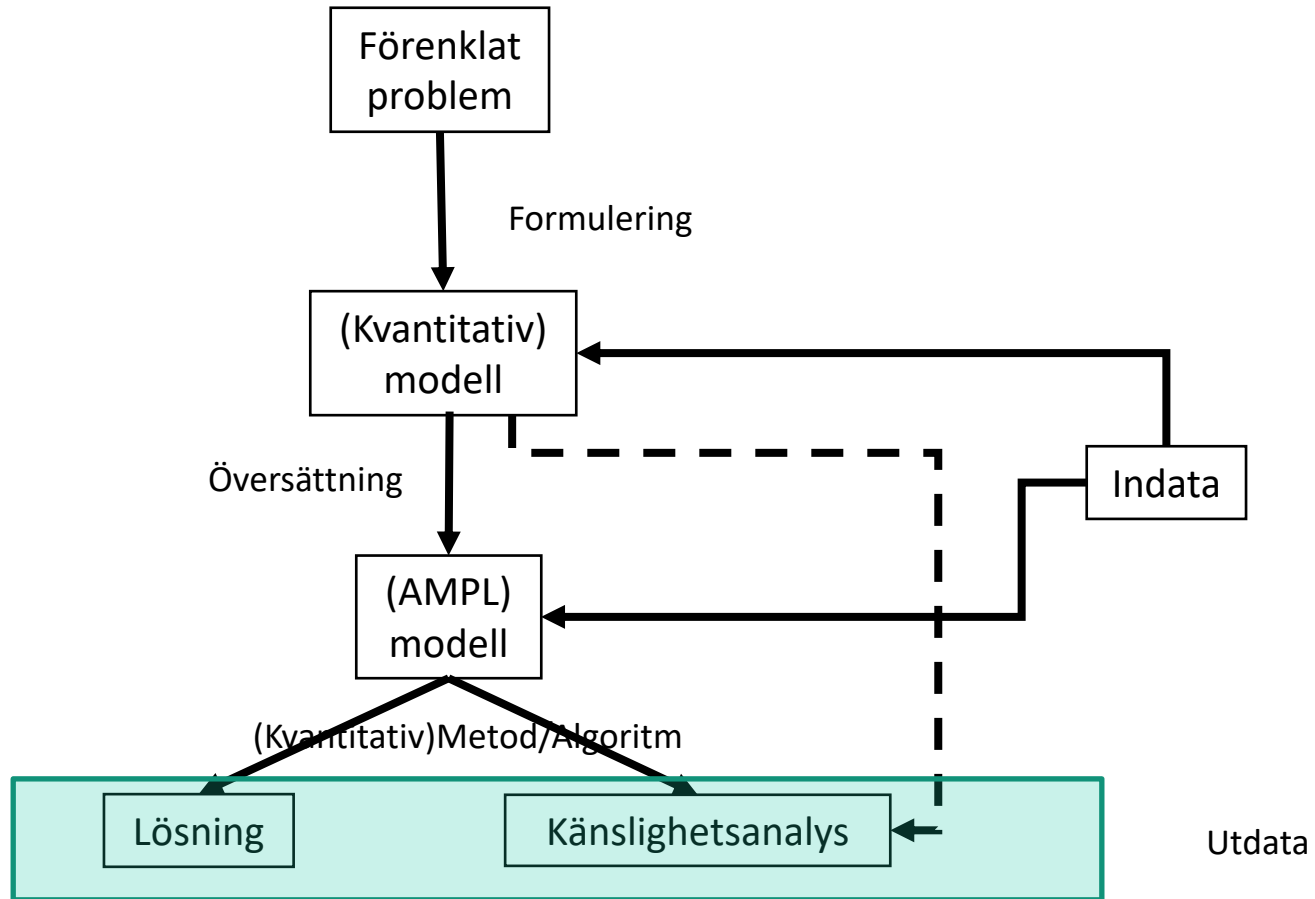 Förenklat
problem
Formulering
(Kvantitativ)
modell
Översättning
Indata
(AMPL)
modell
(Kvantitativ)Metod/Algoritm
Lösning
Känslighetsanalys
Utdata